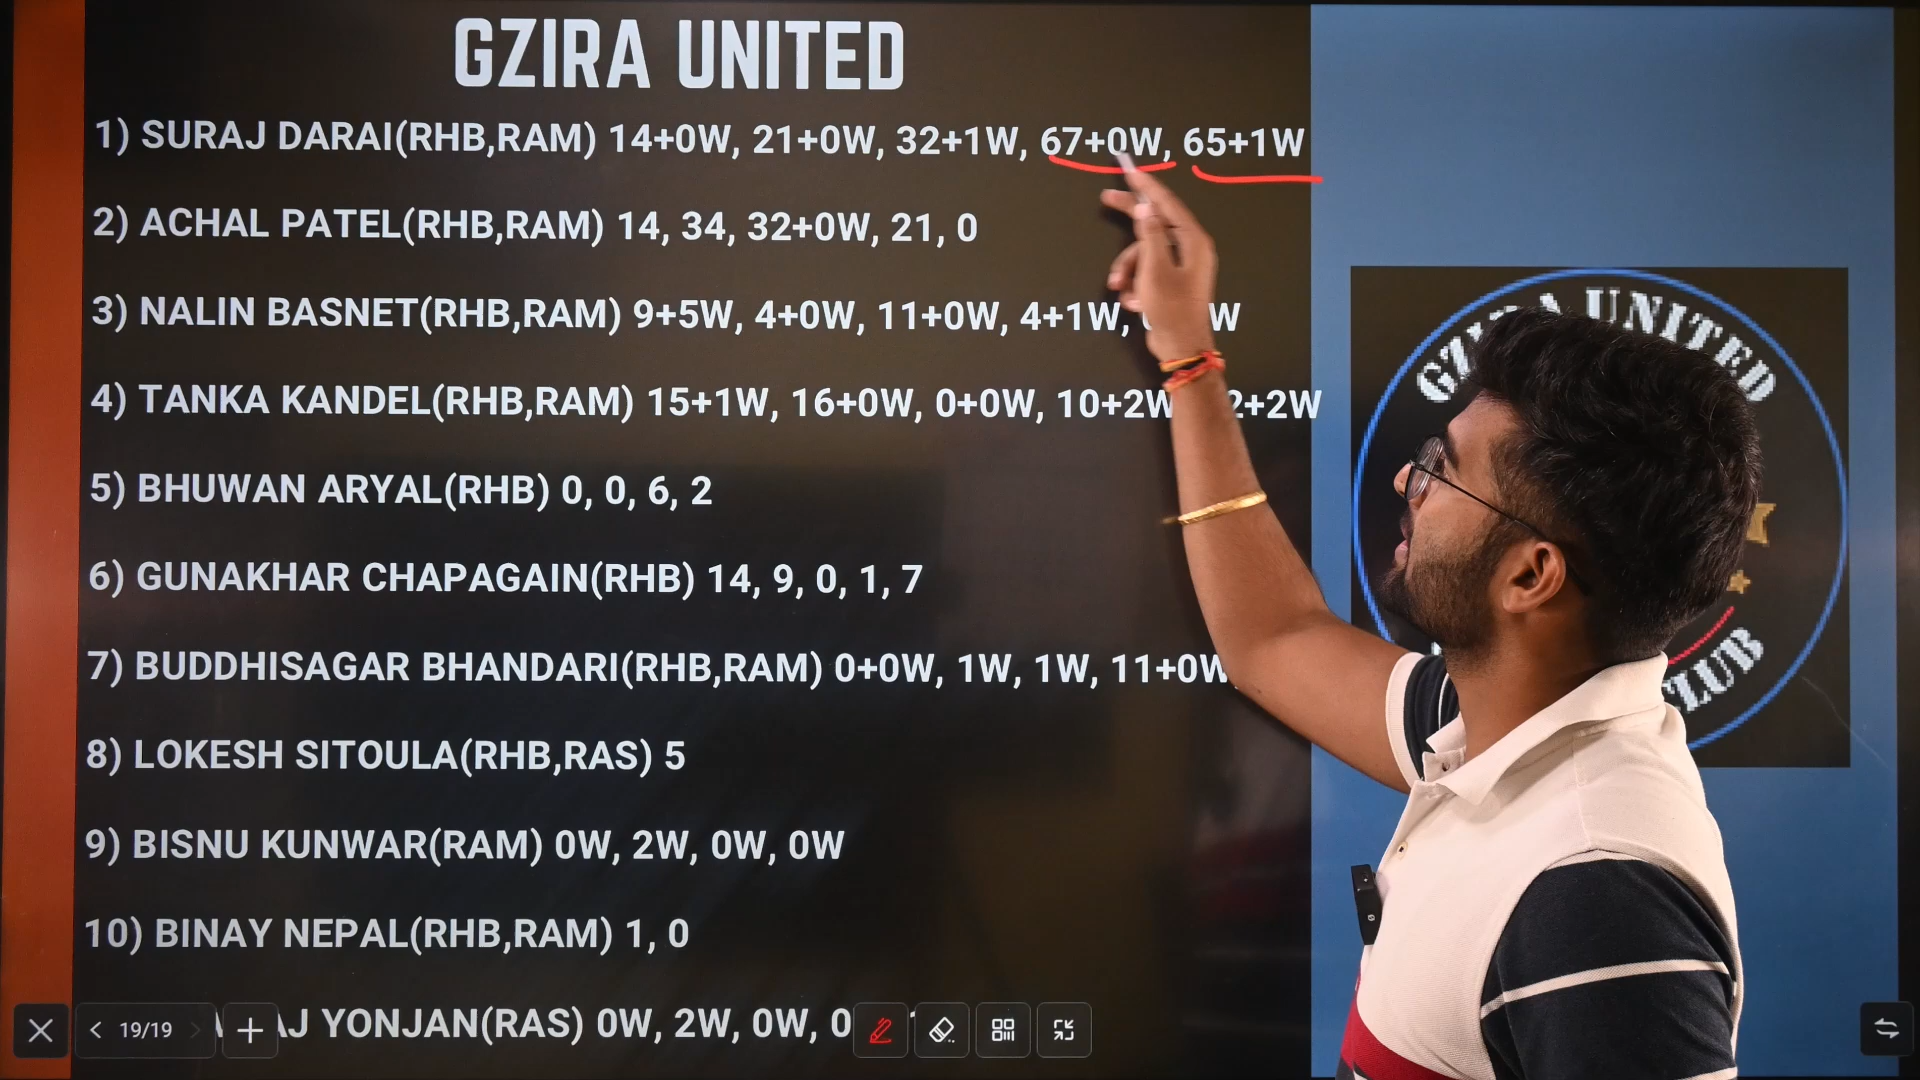 GZIRA UNITED
1) SURAJ DARAI(RHB,RAM) 14+0W, 21+0W, 32+1W, 67+0W, 65+1W
2) ACHAL PATEL(RHB,RAM) 14, 34, 32+0W, 21, 0
3) NALIN BASNET(RHB,RAM) 9+5W, 4+0W, 11+0W, 4+1W, W
4) TANKA KANDEL(RHB,RAM) 15+1W, 16+0W, 0+0W, 10+2W 2+2W
5) BHUWAN ARYAL(RHB) 0, 0, 6, 2
6) GUNAKHAR CHAPAGAIN(RHB) 14, 9, 0, 1, 7
7) BUDDHISAGAR BHANDARI(RHB,RAM) 0+0W, 1W, 1W, 11+0W
8) LOKESH SITOULA(RHB,RAS) 5
9) BISNU KUNWAR(RAM) 0W, 2W, 0W, 0W
10) BINAY NEPAL(RHB,RAM) 1, 0
YONJAN(RAS) 0W, 2W, 0W, 0
19/19
GZIRA UNITED